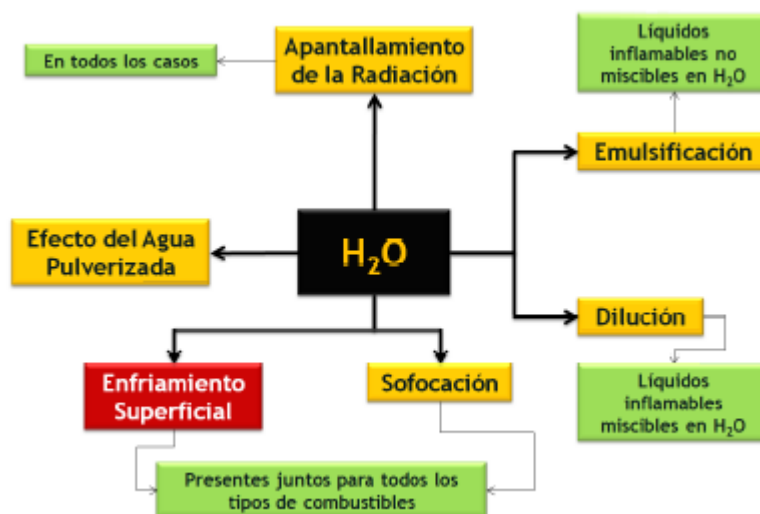 Apantallamiento
de la Radiación
En todos los casos
Líquidos
inflamables no
miscibles en H₂O
Emulsificación
Efecto del Agua
Pulverizada
H₂O
Dilución
Enfriamiento
Superficial
Sofocación
Líquidos
inflamables
miscibles en H₂O
Presentes juntos para todos los
tipos de combustibles